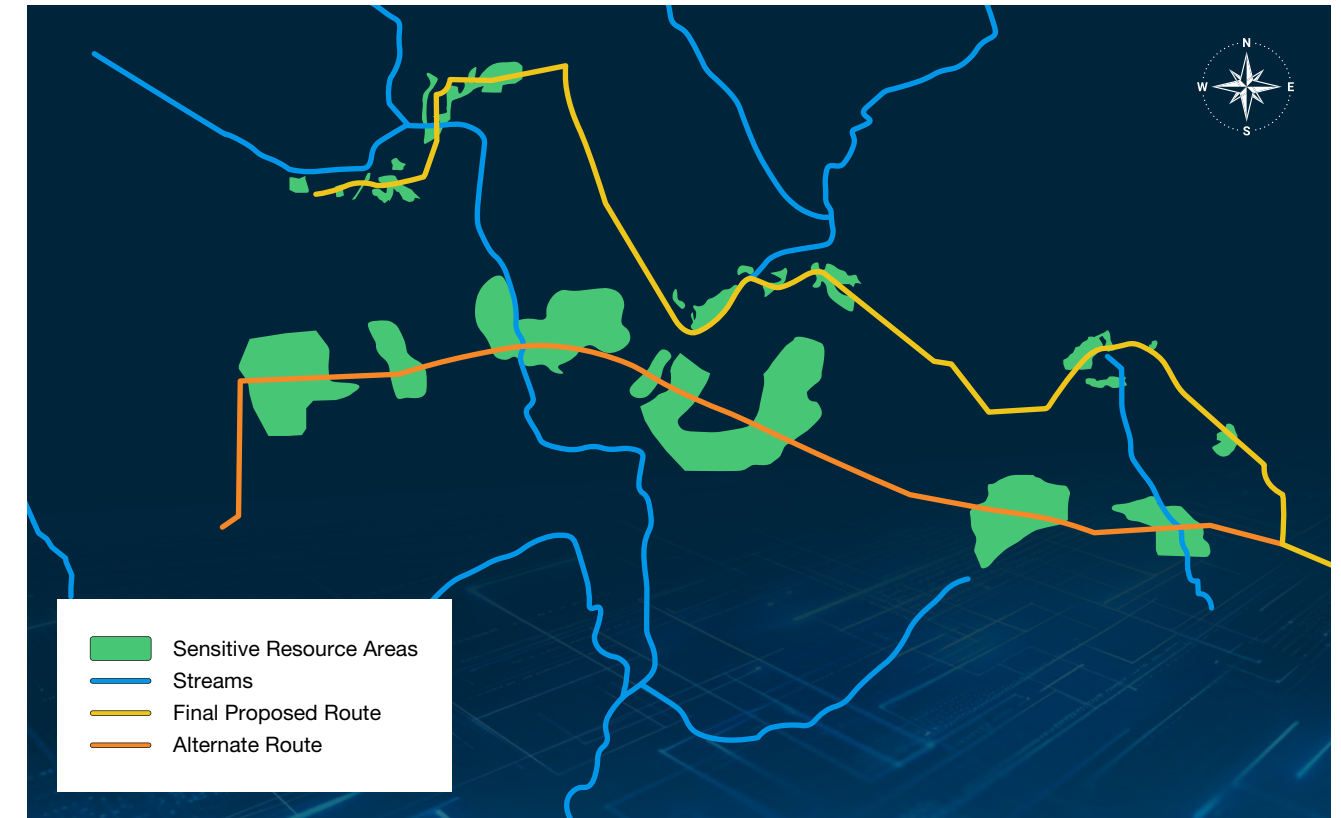 N
W
E
S
Sensitive Resource Areas
Streams
Final Proposed Route
Alternate Route